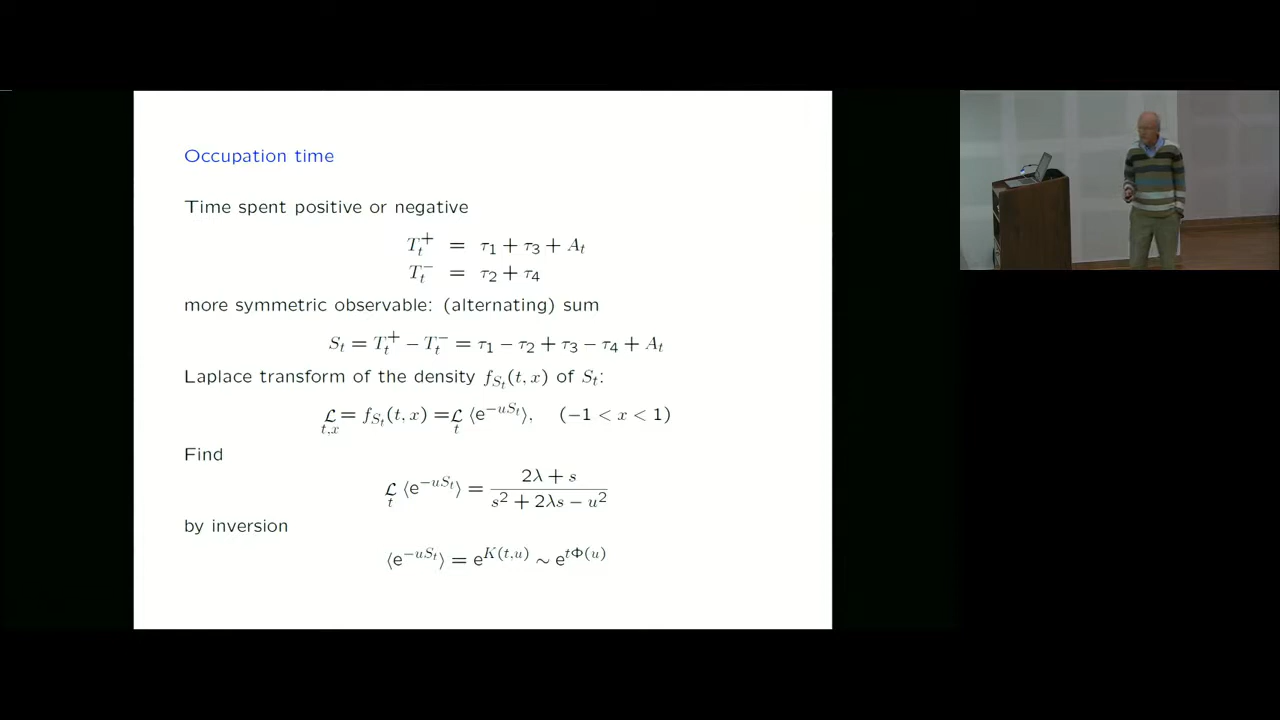 Occupation time
Time spent positive or negative
T_t^+ = τ_1 + τ_3 + A_t
T_t^- = τ_2 + τ_4
more symmetric observable: (alternating) sum
S_t = T_t^+ − T_t^- = τ_1 − τ_2 + τ_3 − τ_4 + A_t
Laplace transform of the density f_{S_t}(t, x) of S_t:
ℒ_{t,x} = f_{S_t}(t, x) = ℒ_t ⟨e^{−uS_t}⟩, (−1 < x < 1)
Find
ℒ_t ⟨e^{−uS_t}⟩ = (2λ + s) / (s^2 + 2λs − u^2)
by inversion
⟨e^{−uS_t}⟩ = e^{K(t,u)} ∼ e^{tΦ(u)}